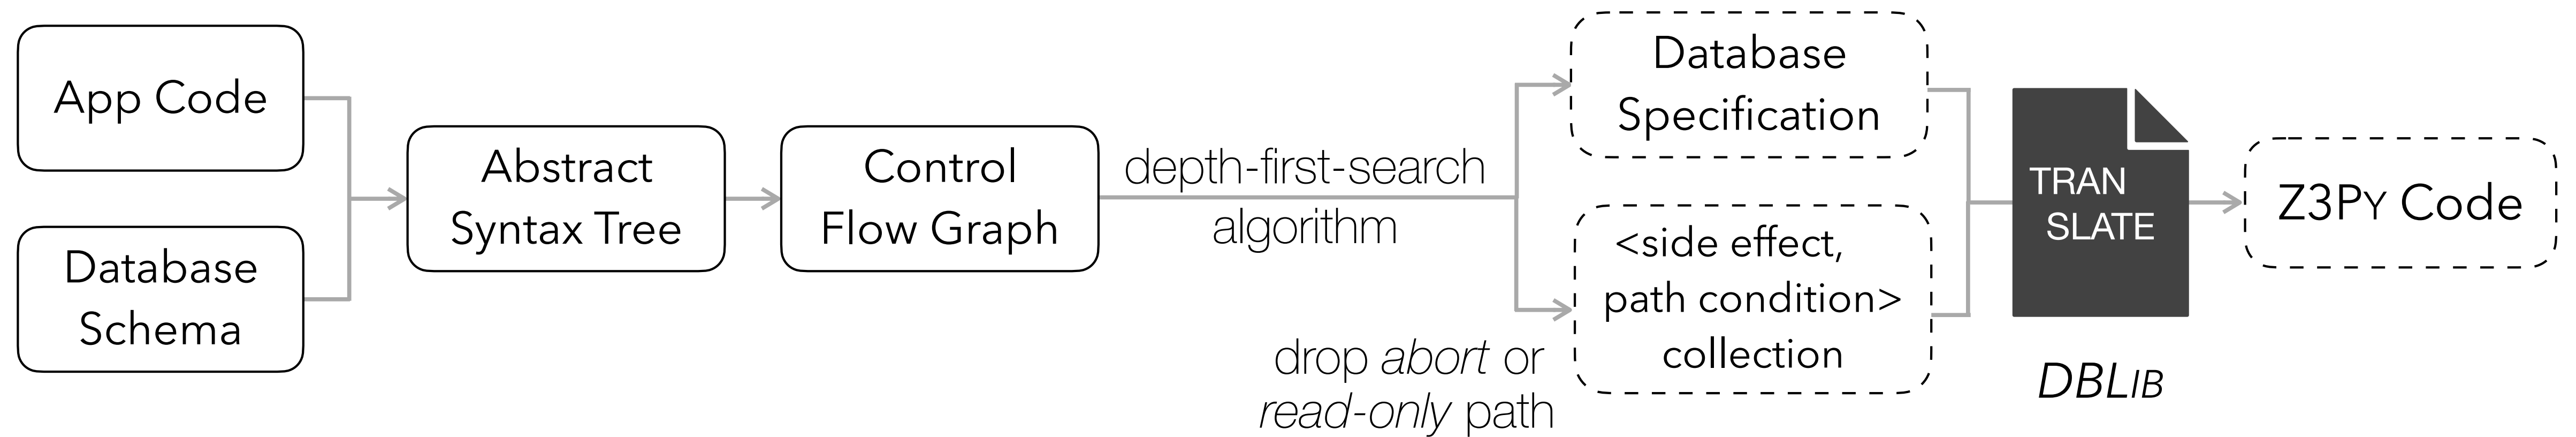 App Code
Database
Schema
Abstract
Syntax Tree
Control
Flow Graph
depth-first-search
algorithm
drop abort or
read-only path
Database
Specification
<side effect,
path condition>
collection
TRAN
SLATE
DBLIB
Z3PY Code